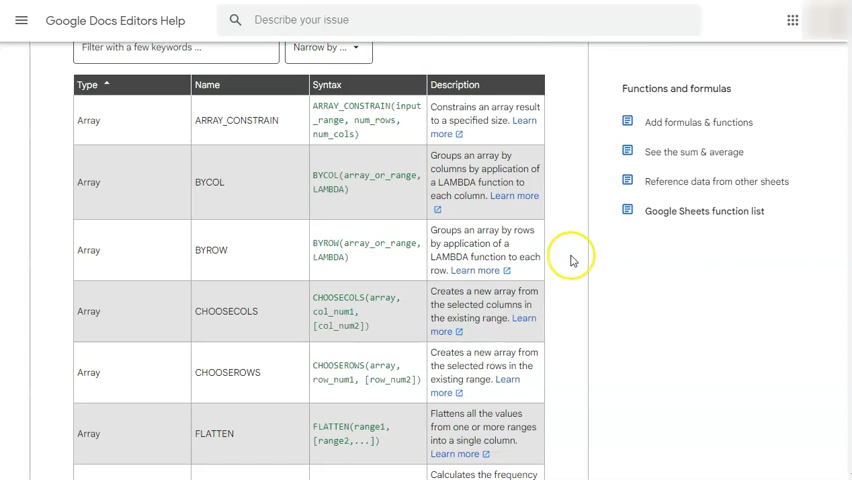 Google Docs Editors Help
Describe your issue
Filter with a few keywords ...
Narrow by ...
Type
Name
Syntax
Description
Array
ARRAY_CONSTRAIN
ARRAY_CONSTRAIN(input
_range, num_rows,
num_cols)
Constrains an array result
to a specified size. Learn
more
Array
BYCOL
BYCOL(array_or_range,
LAMBDA)
Groups an array by
columns by application of
a LAMBDA function to
each column. Learn more
Array
BYROW
BYROW(array_or_range,
LAMBDA)
Groups an array by rows
by application of a
LAMBDA function to each
row. Learn more
Array
CHOOSECOLS
CHOOSECOLS(array,
col_num1,
[col_num2])
Creates a new array from
the selected columns in
the existing range. Learn
more
Array
CHOOSEROWS
CHOOSEROWS(array,
row_num1, [row_num2])
Creates a new array from
the selected rows in the
existing range. Learn
more
Array
FLATTEN
FLATTEN(range1,
[range2,...])
Flattens all the values
from one or more ranges
into a single column.
Learn more
Calculates the frequency
Functions and formulas
Add formulas & functions
See the sum & average
Reference data from other sheets
Google Sheets function list